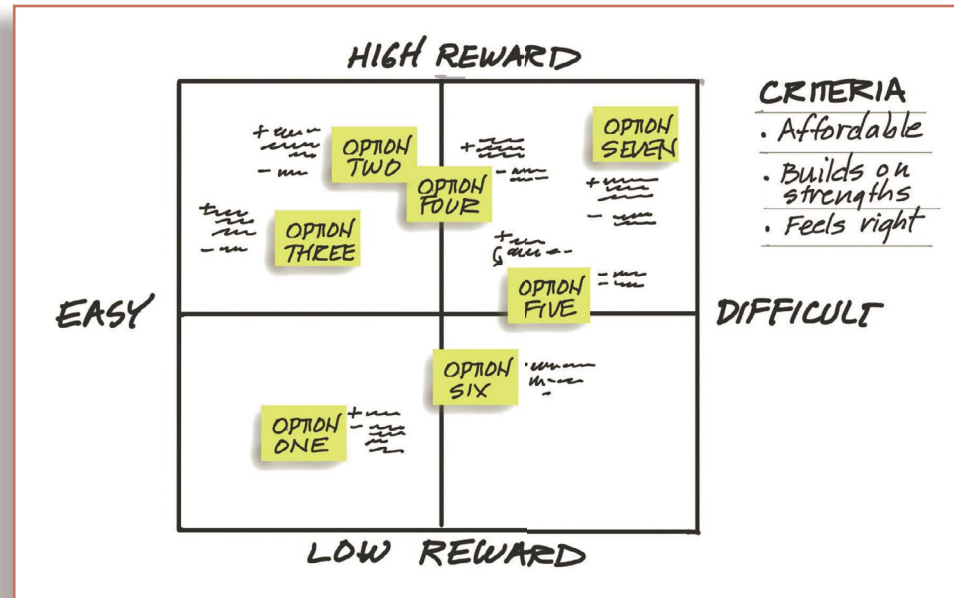 HIGH REWARD
CRITERIA
· Affordable
· Builds on
strengths
· Feels right
OPTION
TWO
OPTION
SEVEN
OPTION
FOUR
OPTION
THREE
EASY
OPTION
FIVE
DIFFICULT
OPTION
SIX
OPTION
ONE
LOW REWARD